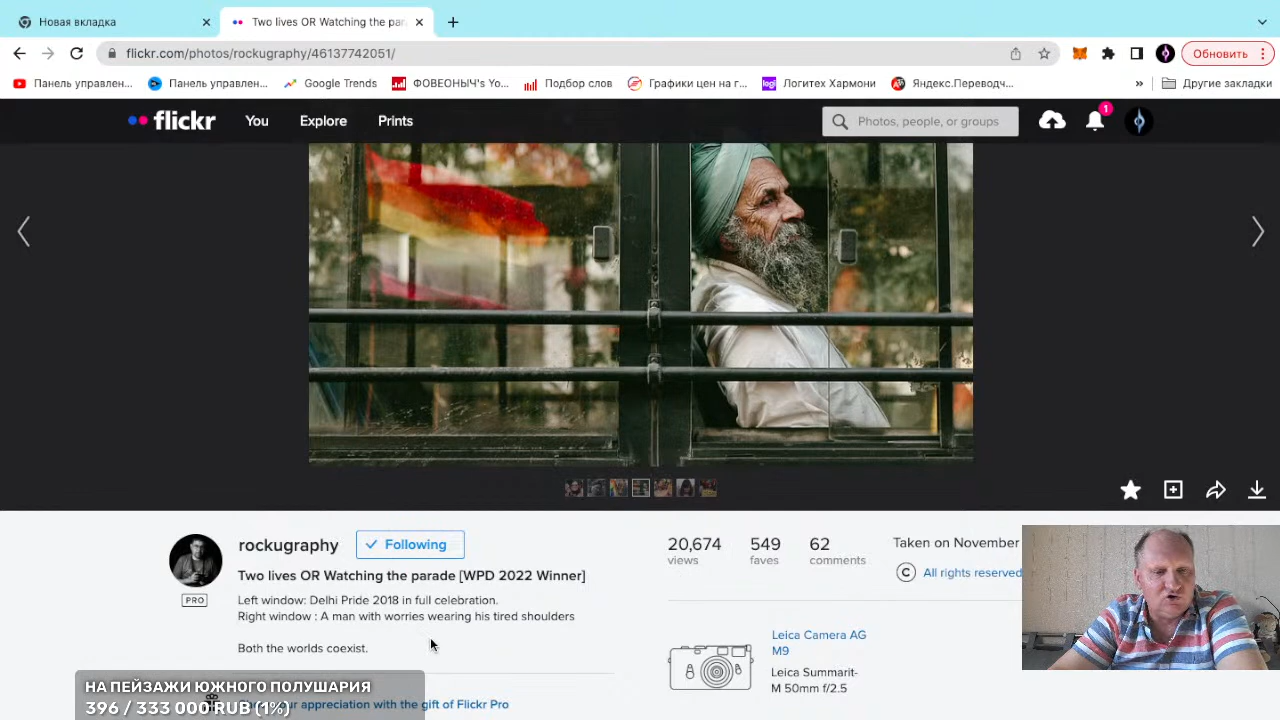 Новая вкладка
Two lives OR Watching the para
flickr.com/photos/rockugraphy/46137742051/
Обновить
Панель управлен...
Панель управлен...
Google Trends
ФОВЕОНЫЧ's Yo...
Подбор слов
Графики цен на г...
Логитех Хармони
Яндекс.Переводч...
»
Другие закладки
flickr
You
Explore
Prints
Photos, people, or groups
1
rockugraphy
Following
PRO
Two lives OR Watching the parade [WPD 2022 Winner]
Left window: Delhi Pride 2018 in full celebration.
Right window : A man with worries wearing his tired shoulders
Both the worlds coexist.
ur appreciation with the gift of Flickr Pro
20,674
views
549
faves
62
comments
Taken on November
All rights reserved
Leica Camera AG
M9
Leica Summarit-
M 50mm f/2.5
НА ПЕЙЗАЖИ ЮЖНОГО ПОЛУШАРИЯ
396 / 333 000 RUB (1%)